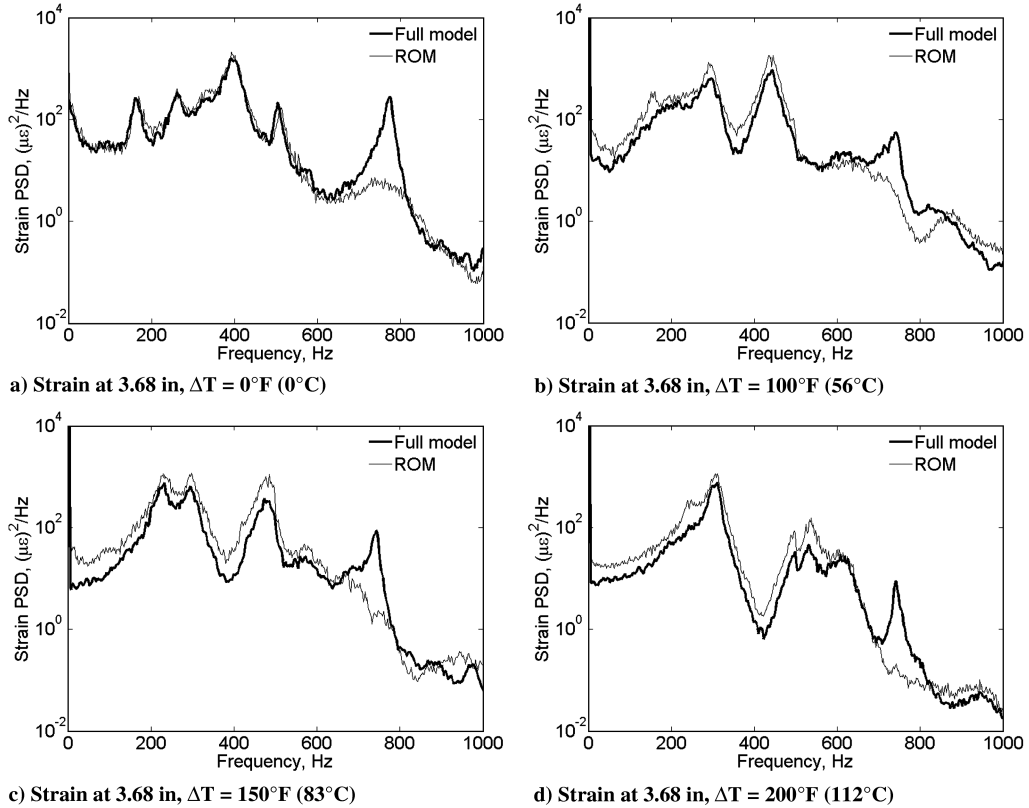 10^4
10^2
10^0
10^-2
Strain PSD, (με)^2/Hz
Full model
ROM
0 200 400 600 800 1000
Frequency, Hz
a) Strain at 3.68 in, ΔT = 0°F (0°C)
10^4
10^2
10^0
10^-2
Strain PSD, (με)^2/Hz
Full model
ROM
0 200 400 600 800 1000
Frequency, Hz
b) Strain at 3.68 in, ΔT = 100°F (56°C)
10^4
10^2
10^0
10^-2
Strain PSD, (με)^2/Hz
Full model
ROM
0 200 400 600 800 1000
Frequency, Hz
c) Strain at 3.68 in, ΔT = 150°F (83°C)
10^4
10^2
10^0
10^-2
Strain PSD, (με)^2/Hz
Full model
ROM
0 200 400 600 800 1000
Frequency, Hz
d) Strain at 3.68 in, ΔT = 200°F (112°C)